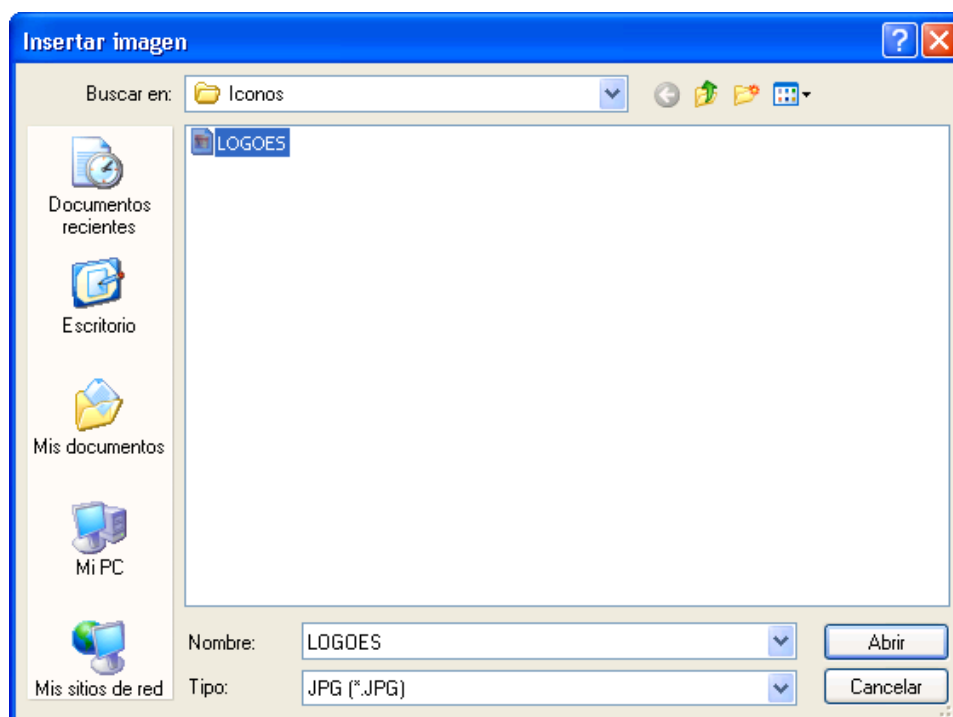 Insertar imagen
Buscar en:
Iconos
LOGOES
Documentos
recientes
Escritorio
Mis documentos
Mi PC
Mis sitios de red
Nombre:
LOGOES
Abrir
Tipo:
JPG (*.JPG)
Cancelar